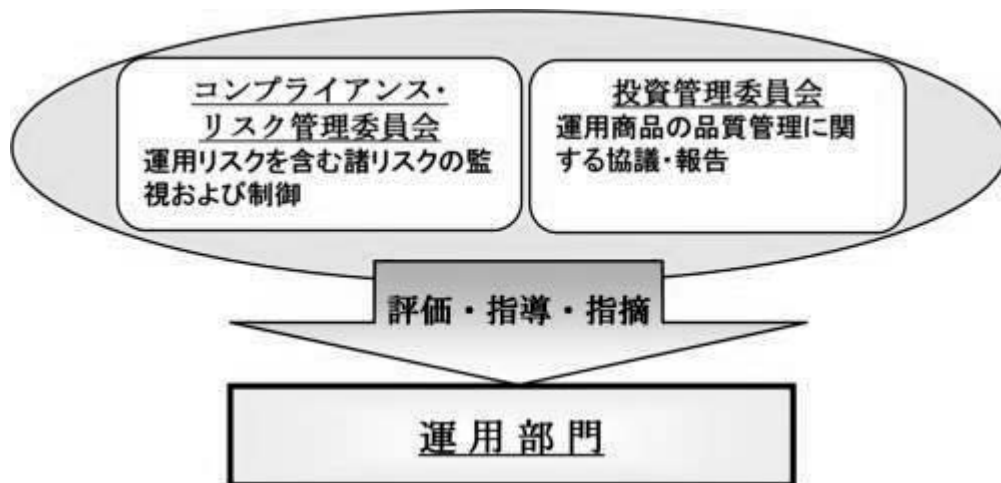 コンプライアンス・
リスク管理委員会
運用リスクを含む諸リスクの監
視および制御
投資管理委員会
運用商品の品質管理に関
する協議・報告
評価・指導・指摘
運用部門